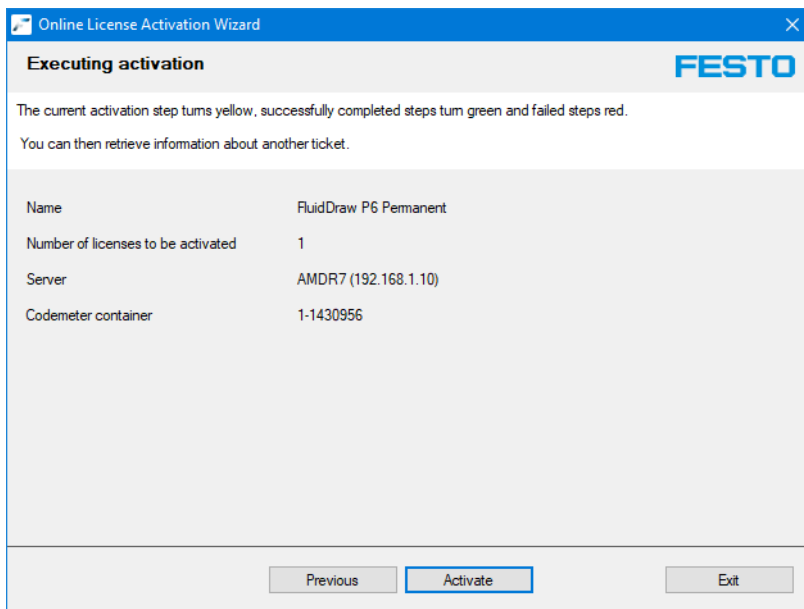 Online License Activation Wizard
Executing activation
FESTO
The current activation step turns yellow, successfully completed steps turn green and failed steps red.
You can then retrieve information about another ticket.
Name FluidDraw P6 Permanent
Number of licenses to be activated 1
Server AMDR7 (192.168.1.10)
Codemeter container 1-1430956
Previous Activate Exit